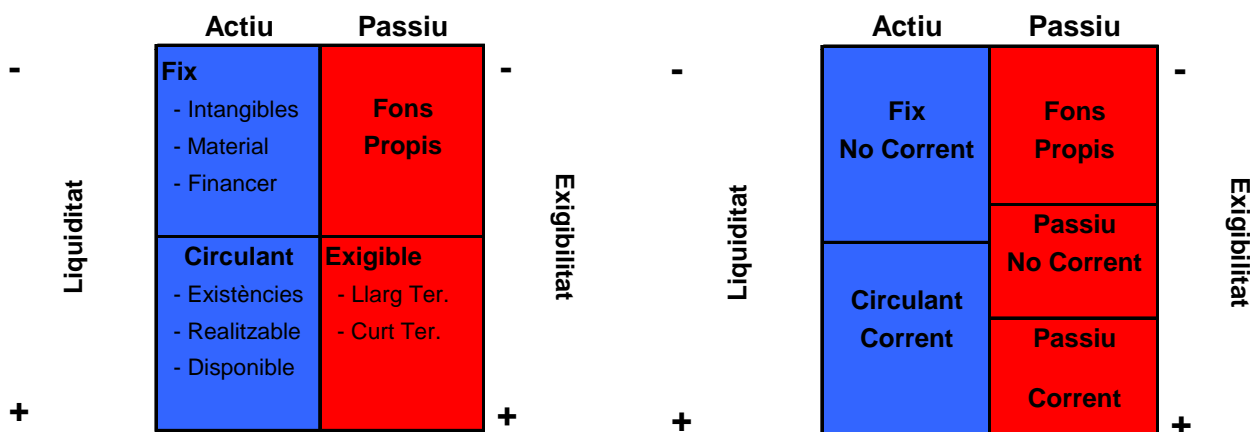 Actiu Passiu
-
-
Fix
- Intangibles
- Material
- Financer
Fons
Propis
Liquiditat
Exigibilitat
Circulant
- Existències
- Realitzable
- Disponible
Exigible
- Llarg Ter.
- Curt Ter.
+
+
Actiu Passiu
-
-
Fix
No Corrent
Fons
Propis
Liquiditat
Exigibilitat
Passiu
No Corrent
Circulant
Corrent
Passiu
Corrent
+
+